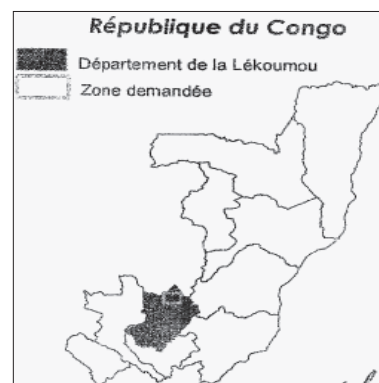 République du Congo
Département de la Lékoumou
Zone demandée